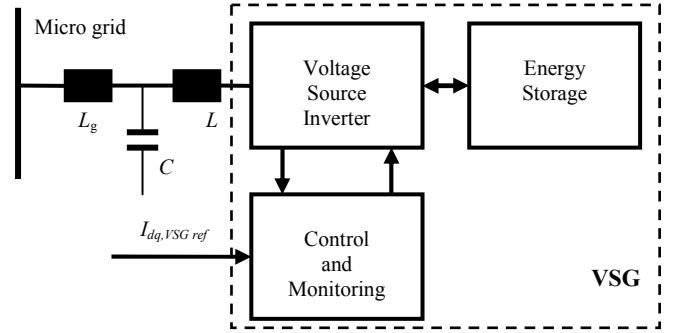 Micro grid
Voltage
Source
Inverter
Energy
Storage
Lg
L
C
Idq,VSG ref
Control
and
Monitoring
VSG